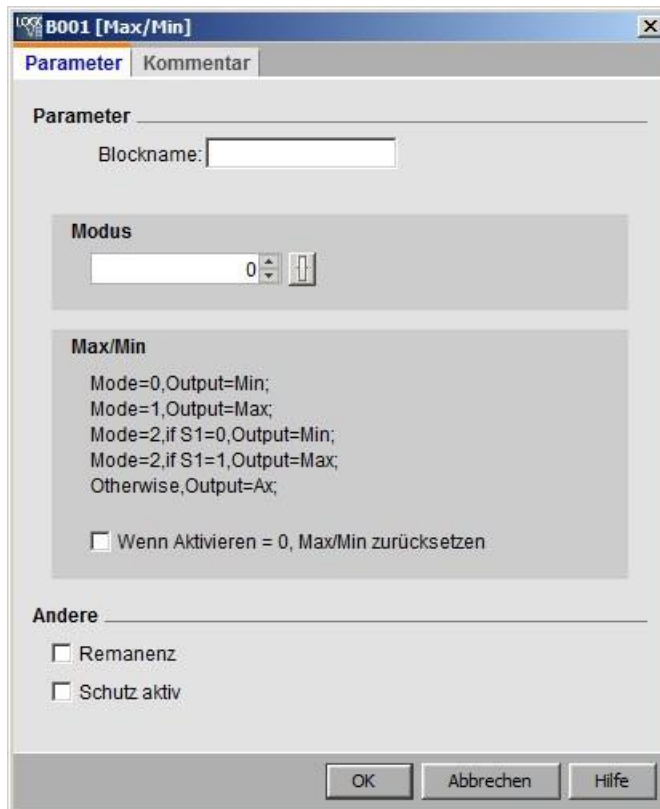 B001 [Max/Min]
Parameter Kommentar
Parameter
Blockname:
Modus
0
Max/Min
Mode=0,Output=Min;
Mode=1,Output=Max;
Mode=2,if S1=0,Output=Min;
Mode=2,if S1=1,Output=Max;
Otherwise,Output=Ax;
Wenn Aktivieren = 0, Max/Min zurücksetzen
Andere
Remanenz
Schutz aktiv
OK Abbrechen Hilfe